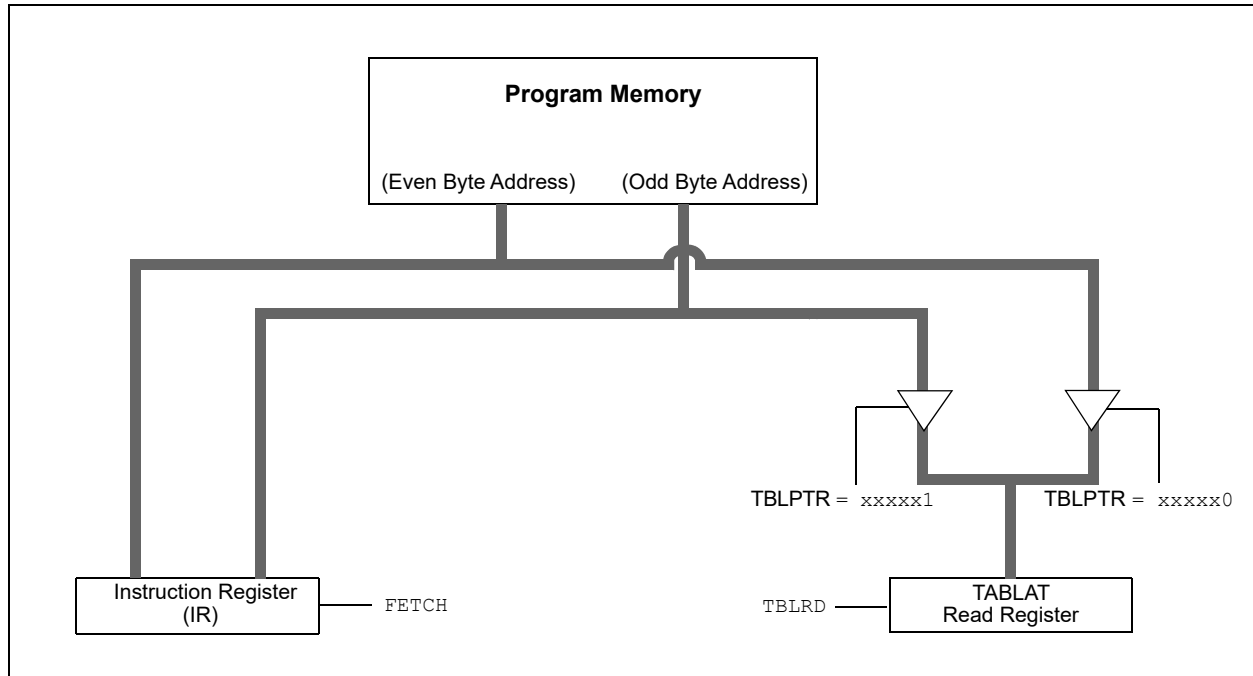 Program Memory
(Even Byte Address) (Odd Byte Address)
TBLPTR = xxxxx1
TBLPTR = xxxxx0
Instruction Register
(IR)
FETCH
TBLRD
TABLAT
Read Register